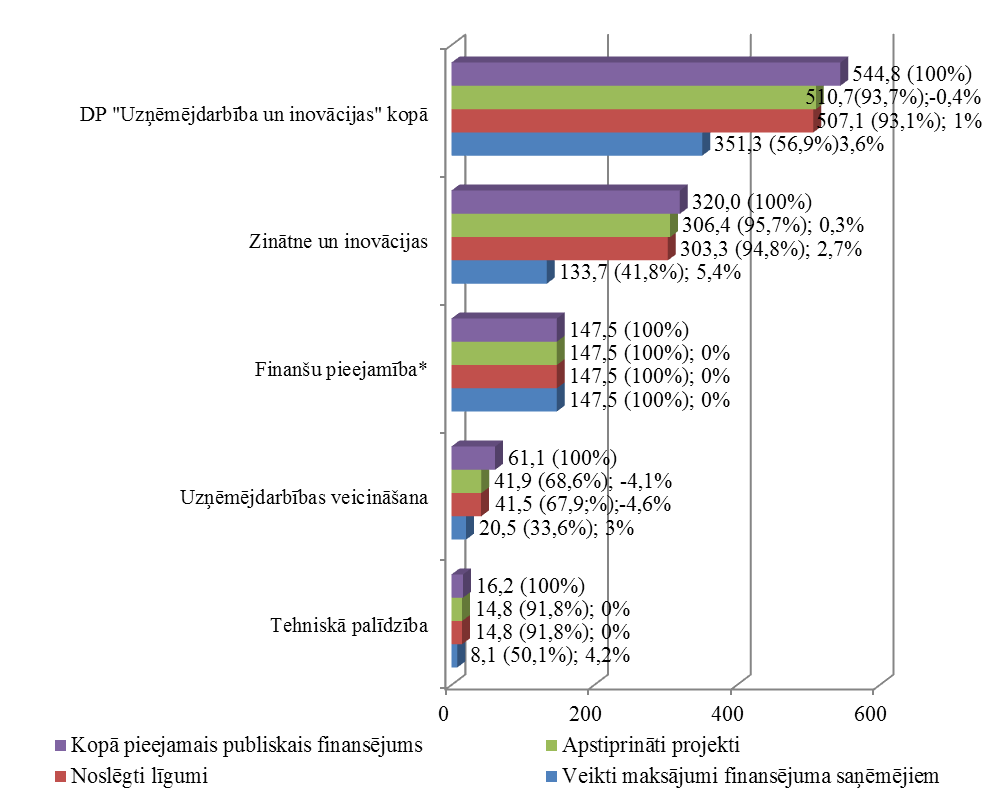 DP "Uzņēmējdarbība un inovācijas" kopā
544,8 (100%)
510,7(93,7%);-0,4%
507,1 (93,1%); 1%
351,3 (56,9%)3,6%
Zinātne un inovācijas
320,0 (100%)
306,4 (95,7%); 0,3%
303,3 (94,8%); 2,7%
133,7 (41,8%); 5,4%
Finanšu pieejamība*
147,5 (100%)
147,5 (100%); 0%
147,5 (100%); 0%
147,5 (100%); 0%
Uzņēmējdarbības veicināšana
61,1 (100%)
41,9 (68,6%); -4,1%
41,5 (67,9;%);-4,6%
20,5 (33,6%); 3%
Tehniskā palīdzība
16,2 (100%)
14,8 (91,8%); 0%
14,8 (91,8%); 0%
8,1 (50,1%); 4,2%
0 200 400 600
Kopā pieejamais publiskais finansējums
Apstiprināti projekti
Noslēgti līgumi
Veikti maksājumi finansējuma saņēmējiem